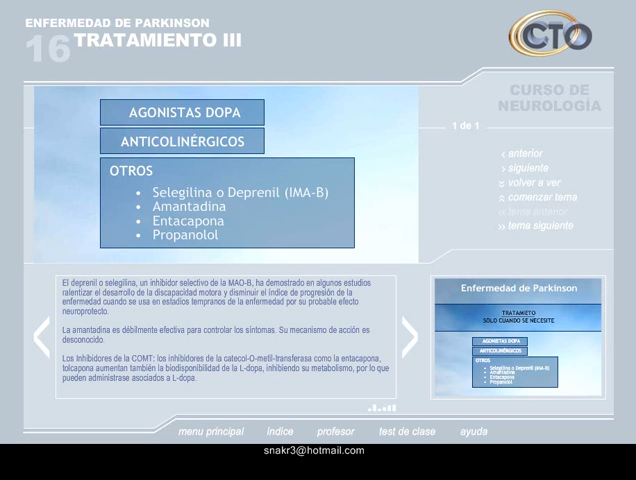 ENFERMEDAD DE PARKINSON
16 TRATAMIENTO III
CTO
CURSO DE
NEUROLOGÍA
1 de 1
‹ anterior
› siguiente
volver a ver
comenzar tema
tema anterior
›› tema siguiente
AGONISTAS DOPA
ANTICOLINÉRGICOS
OTROS
• Selegilina o Deprenil (IMA-B)
• Amantadina
• Entacapona
• Propanolol
El deprenil o selegilina, un inhibidor selectivo de la MAO-B, ha demostrado en algunos estudios
ralentizar el desarrollo de la discapacidad motora y disminuir el índice de progresión de la
enfermedad cuando se usa en estadios tempranos de la enfermedad por su probable efecto
neuroprotecto.
La amantadina es débilmente efectiva para controlar los síntomas. Su mecanismo de acción es
desconocido.
Los Inhibidores de la COMT: los inhibidores de la catecol-O-metil-transferasa como la entacapona,
tolcapona aumentan también la biodisponibilidad de la L-dopa, inhibiendo su metabolismo, por lo que
pueden administrase asociados a L-dopa.
Enfermedad de Parkinson
TRATAMIETO
SOLO CUANDO SE NECESITE
AGONISTAS DOPA
ANTICOLINÉRGICOS
OTROS
• Selegilina o Deprenil (IMA-B)
• Amantadina
• Entacapona
• Propanolol
menu principal índice profesor test de clase ayuda
snakr3@hotmail.com